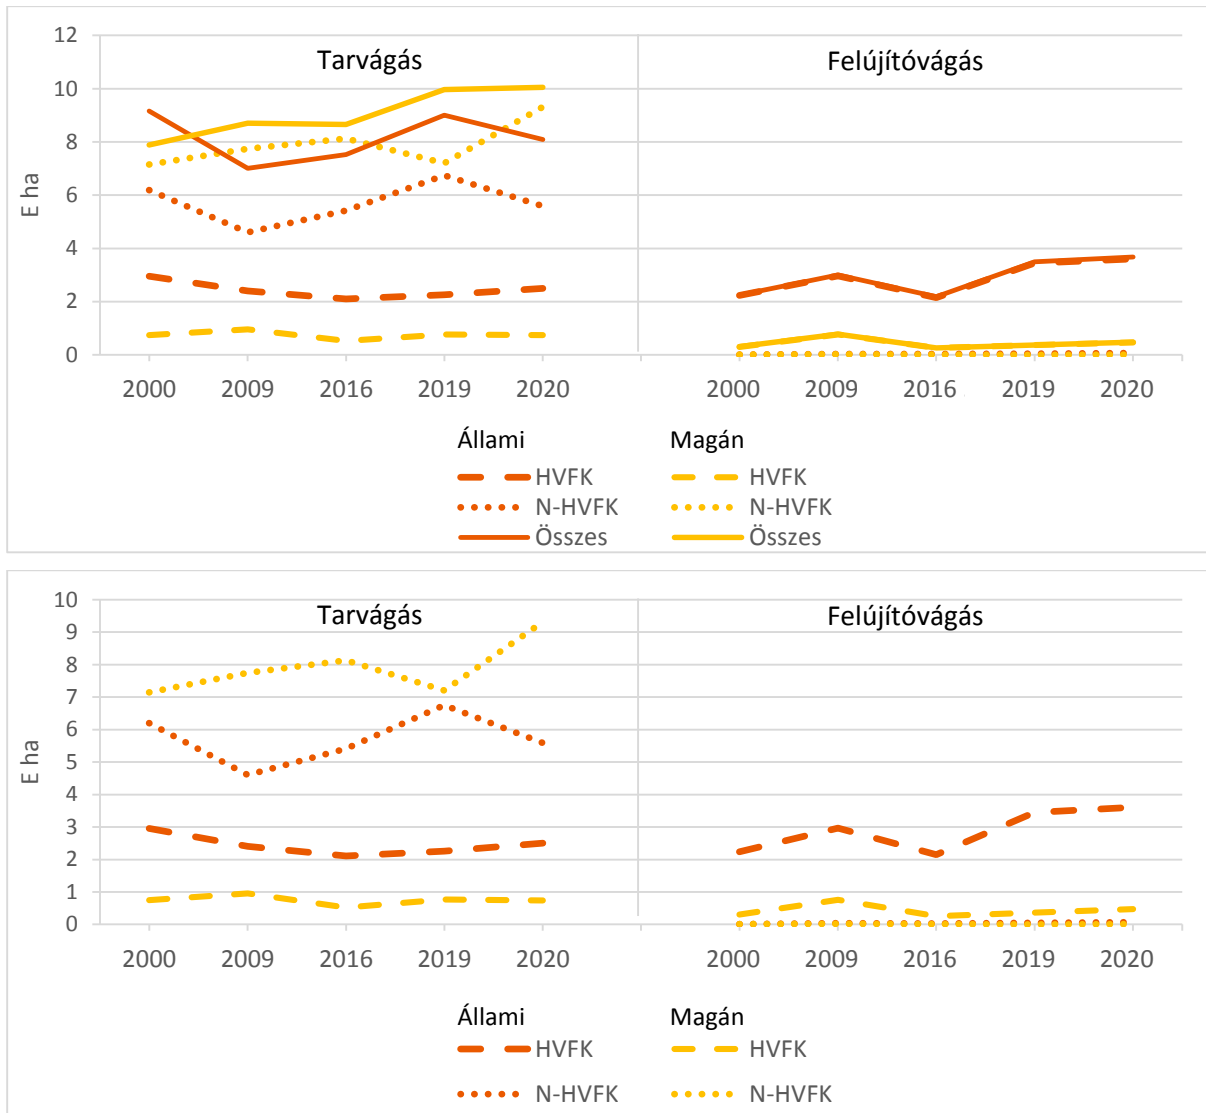 Tarvágás Felújítóvágás
12
10
8
6
4
2
0
E ha
2000 2009 2016 2019 2020 2000 2009 2016 2019 2020
Állami Magán
HVFK HVFK
N-HVFK N-HVFK
Összes Összes
Tarvágás Felújítóvágás
10
9
8
7
6
5
4
3
2
1
0
E ha
2000 2009 2016 2019 2020 2000 2009 2016 2019 2020
Állami Magán
HVFK HVFK
N-HVFK N-HVFK